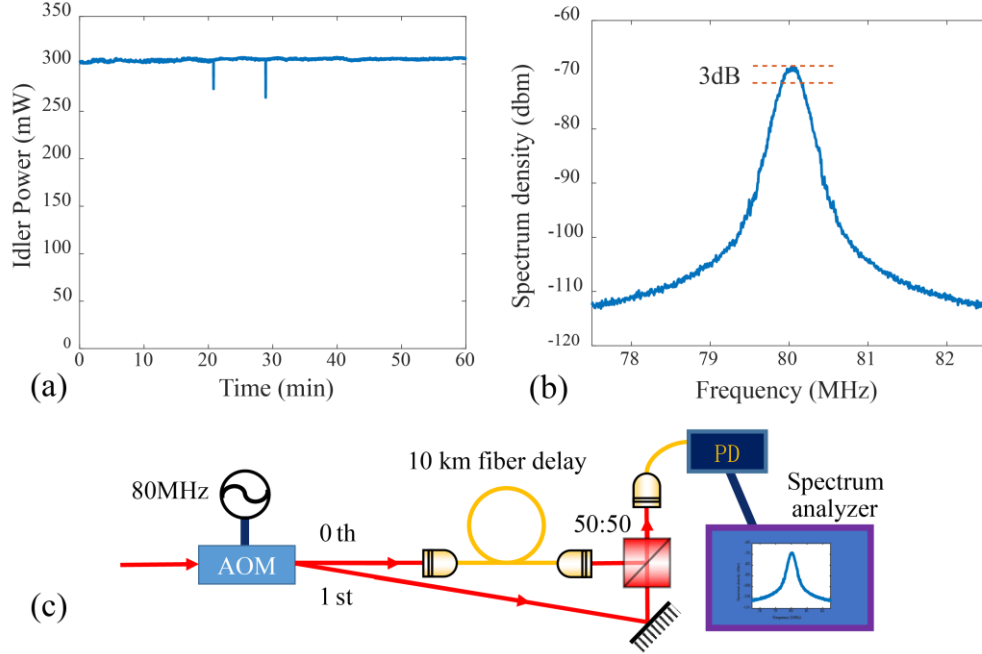 350
300
250
200
150
100
50
0
0 10 20 30 40 50 60
Idler Power (mW)
Time (min)
(a)
-60
-70
-80
-90
-100
-110
-120
78 79 80 81 82
3dB
Spectrum density (dbm)
Frequency (MHz)
(b)
10 km fiber delay
PD
80MHz
Spectrum
analyzer
0 th
50:50
AOM
1 st
(c)